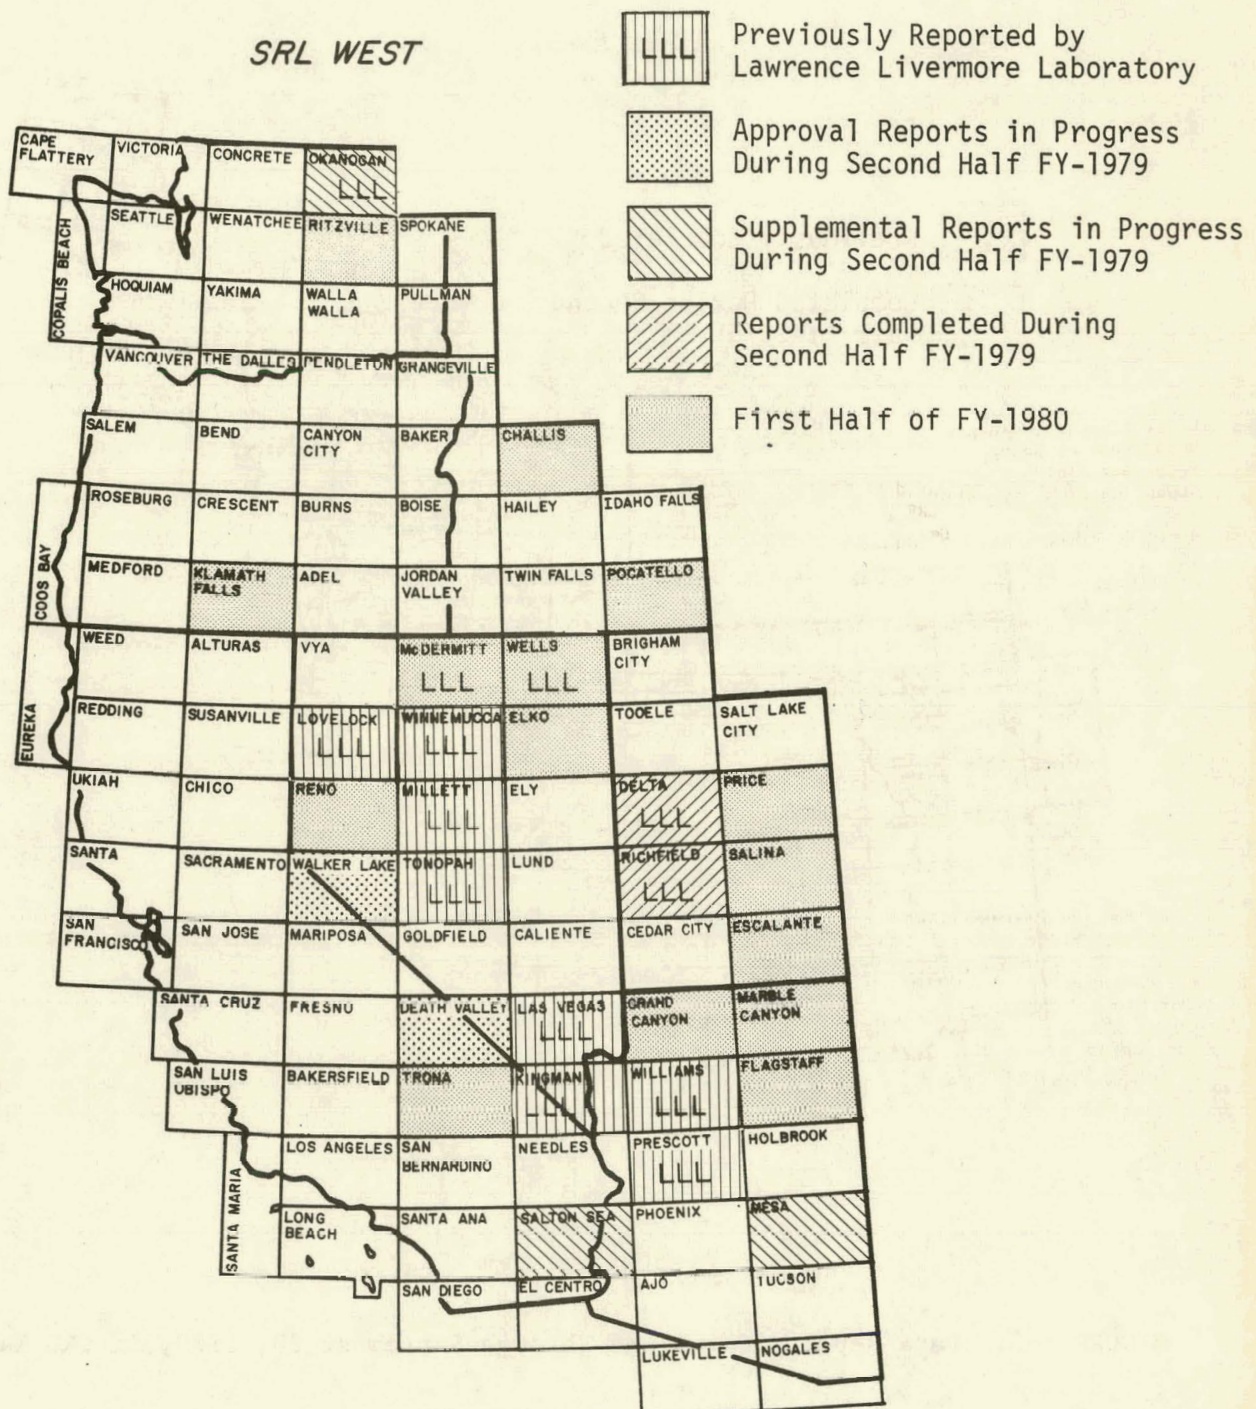 SRL WEST
LLL
Previously Reported by
Lawrence Livermore Laboratory
Approval Reports in Progress
During Second Half FY-1979
Supplemental Reports in Progress
During Second Half FY-1979
Reports Completed During
Second Half FY-1979
First Half of FY-1980
CAPE
FLATTERY
VICTORIA
CONCRETE
OKANOGAN
LLL
COPALIS BEACH
SEATTLE
WENATCHEE
RITZVILLE
SPOKANE
HOQUIAM
YAKIMA
WALLA
WALLA
PULLMAN
VANCOUVER
THE DALLES
PENDLETON
GRANGEVILLE
SALEM
BEND
CANYON
CITY
BAKER
CHALLIS
COOS BAY
ROSEBURG
CRESCENT
BURNS
BOISE
HAILEY
IDAHO FALLS
MEDFORD
KLAMATH
FALLS
ADEL
JORDAN
VALLEY
TWIN FALLS
POCATELLO
EUREKA
WEED
ALTURAS
VYA
McDERMITT
LLL
WELLS
LLL
BRIGHAM
CITY
REDDING
SUSANVILLE
LOVELOCK
LLL
WINNEMUCCA
LLL
ELKO
TOOELE
SALT LAKE
CITY
UKIAH
CHICO
RENO
MILLETT
LLL
ELY
DELTA
LLL
PRICE
SANTA
SACRAMENTO
WALKER LAKE
TONOPAH
LLL
LUND
RICHFIELD
LLL
SALINA
SAN
FRANCISCO
SAN JOSE
MARIPOSA
GOLDFIELD
CALIENTE
CEDAR CITY
ESCALANTE
SANTA CRUZ
FRESNO
DEATH VALLEY
LAS VEGAS
LLL
GRAND
CANYON
MARBLE
CANYON
SAN LUIS
OBISPO
BAKERSFIELD
TRONA
KINGMAN
LLL
WILLIAMS
LLL
FLAGSTAFF
SANTA MARIA
LOS ANGELES
SAN
BERNARDINO
NEEDLES
PRESCOTT
LLL
HOLBROOK
LONG
BEACH
SANTA ANA
SALTON SEA
PHOENIX
MESA
SAN DIEGO
EL CENTRO
AJO
TUCSON
LUKEVILLE
NOGALES